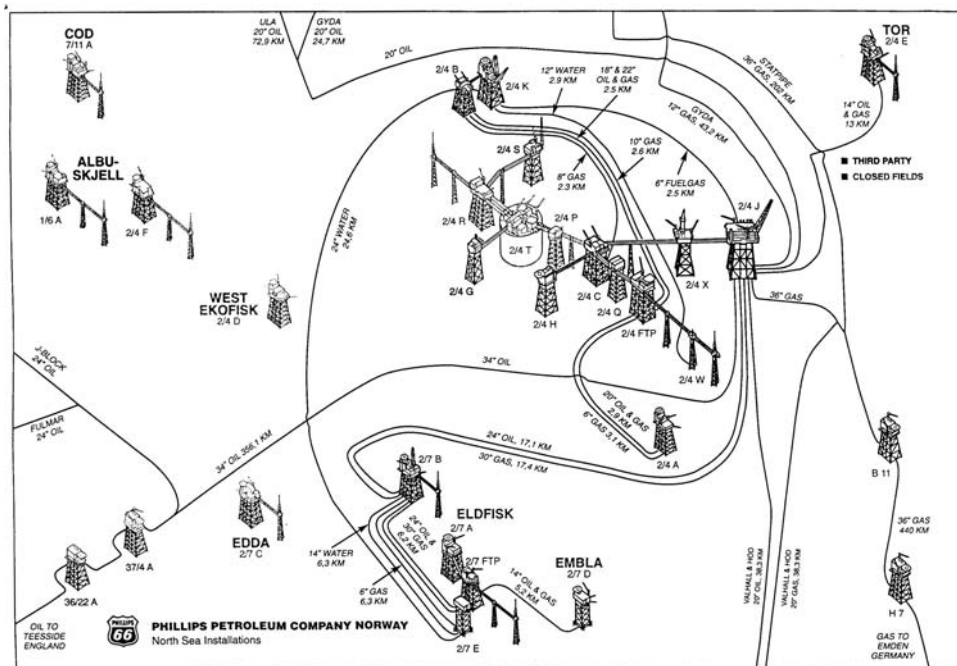 COD
7/11 A
ULA
20" OIL
72,9 KM
GYDA
20" OIL
24,7 KM
20" OIL
TOR
2/4 E
14" OIL
& GAS
13 KM
STATPIPE
36" GAS, 202 KM
GYDA
12" GAS, 43,2 KM
2/4 B
2/4 K
12" WATER
2.9 KM
18" & 22"
OIL & GAS
2.5 KM
10" GAS
2.6 KM
8" GAS
2.3 KM
6" FUELGAS
2.5 KM
THIRD PARTY
CLOSED FIELDS
ALBU-
SKJELL
1/6 A
2/4 F
24" WATER
24,6 KM
2/4 S
2/4 R
2/4 T
2/4 P
2/4 G
2/4 H
2/4 C
2/4 Q
2/4 FTP
2/4 X
2/4 J
2/4 W
36" GAS
WEST
EKOFISK
2/4 D
J-BLOCK
24" OIL
FULMAR
24" OIL
34" OIL
34" OIL 356,1 KM
20" OIL & GAS
2,9 KM
6" GAS 3,1 KM
2/4 A
24" OIL, 17,1 KM
30" GAS, 17,4 KM
B 11
36" GAS
440 KM
H 7
2/7 B
ELDFISK
2/7 A
24" OIL &
30" GAS
6,2 KM
2/7 FTP
14" WATER
6,3 KM
6" GAS
6,3 KM
2/7 E
14" OIL & GAS
5,2 KM
EMBLA
2/7 D
EDDA
2/7 C
37/4 A
36/22 A
VALHALL & HOD
20" OIL, 38,3 KM
VALHALL & HOD
20" GAS, 38,3 KM
OIL TO
TEESSIDE
ENGLAND
PHILLIPS
66
PHILLIPS PETROLEUM COMPANY NORWAY
North Sea Installations
GAS TO
EMDEN
GERMANY